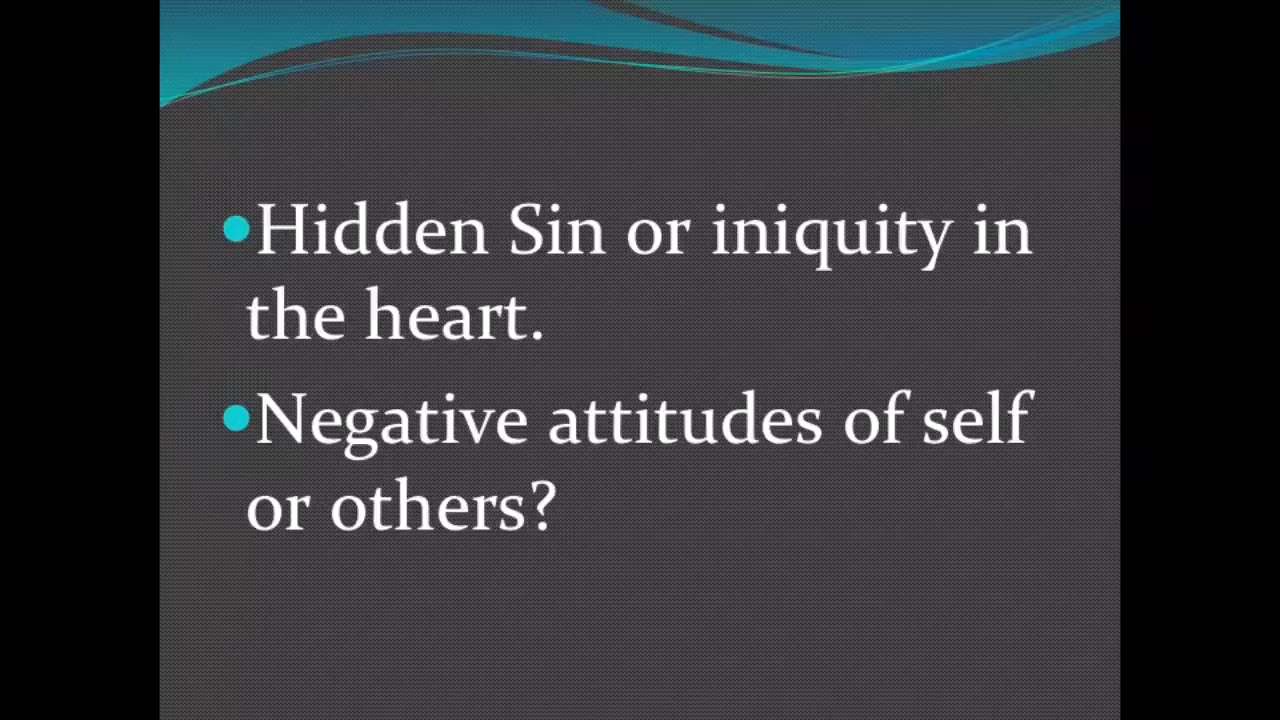 •Hidden Sin or iniquity in
the heart.
•Negative attitudes of self
or others?